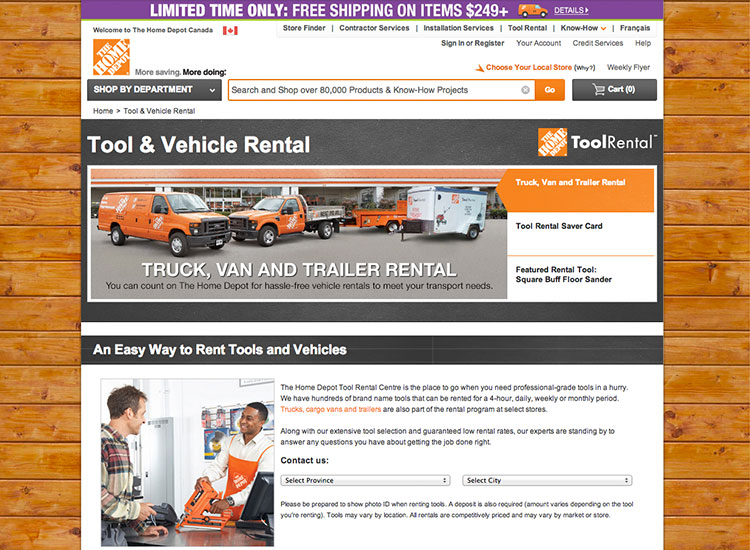 LIMITED TIME ONLY: FREE SHIPPING ON ITEMS $249+ DETAILS
Welcome to The Home Depot Canada
Store Finder | Contractor Services | Installation Services | Tool Rental | Know-How | Français
Sign In or Register Your Account Credit Services Help
THE HOME DEPOT
More saving. More doing.
Choose Your Local Store (Why?) Weekly Flyer
SHOP BY DEPARTMENT
Search and Shop over 80,000 Products & Know-How Projects
Go
Cart (0)
Home > Tool & Vehicle Rental
Tool & Vehicle Rental
THE HOME DEPOT ToolRental™
Truck, Van and Trailer Rental
Tool Rental Saver Card
Featured Rental Tool:
Square Buff Floor Sander
TRUCK, VAN AND TRAILER RENTAL
You can count on The Home Depot for hassle-free vehicle rentals to meet your transport needs.
An Easy Way to Rent Tools and Vehicles
The Home Depot Tool Rental Centre is the place to go when you need professional-grade tools in a hurry.
We have hundreds of brand name tools that can be rented for a 4-hour, daily, weekly or monthly period.
Trucks, cargo vans and trailers are also part of the rental program at select stores.
Along with our extensive tool selection and guaranteed low rental rates, our experts are standing by to
answer any questions you have about getting the job done right.
Contact us:
Select Province
Select City
Please be prepared to show photo ID when renting tools. A deposit is also required (amount varies depending on the tool
you're renting). Tools may vary by location. All rentals are competitively priced and may vary by market or store.